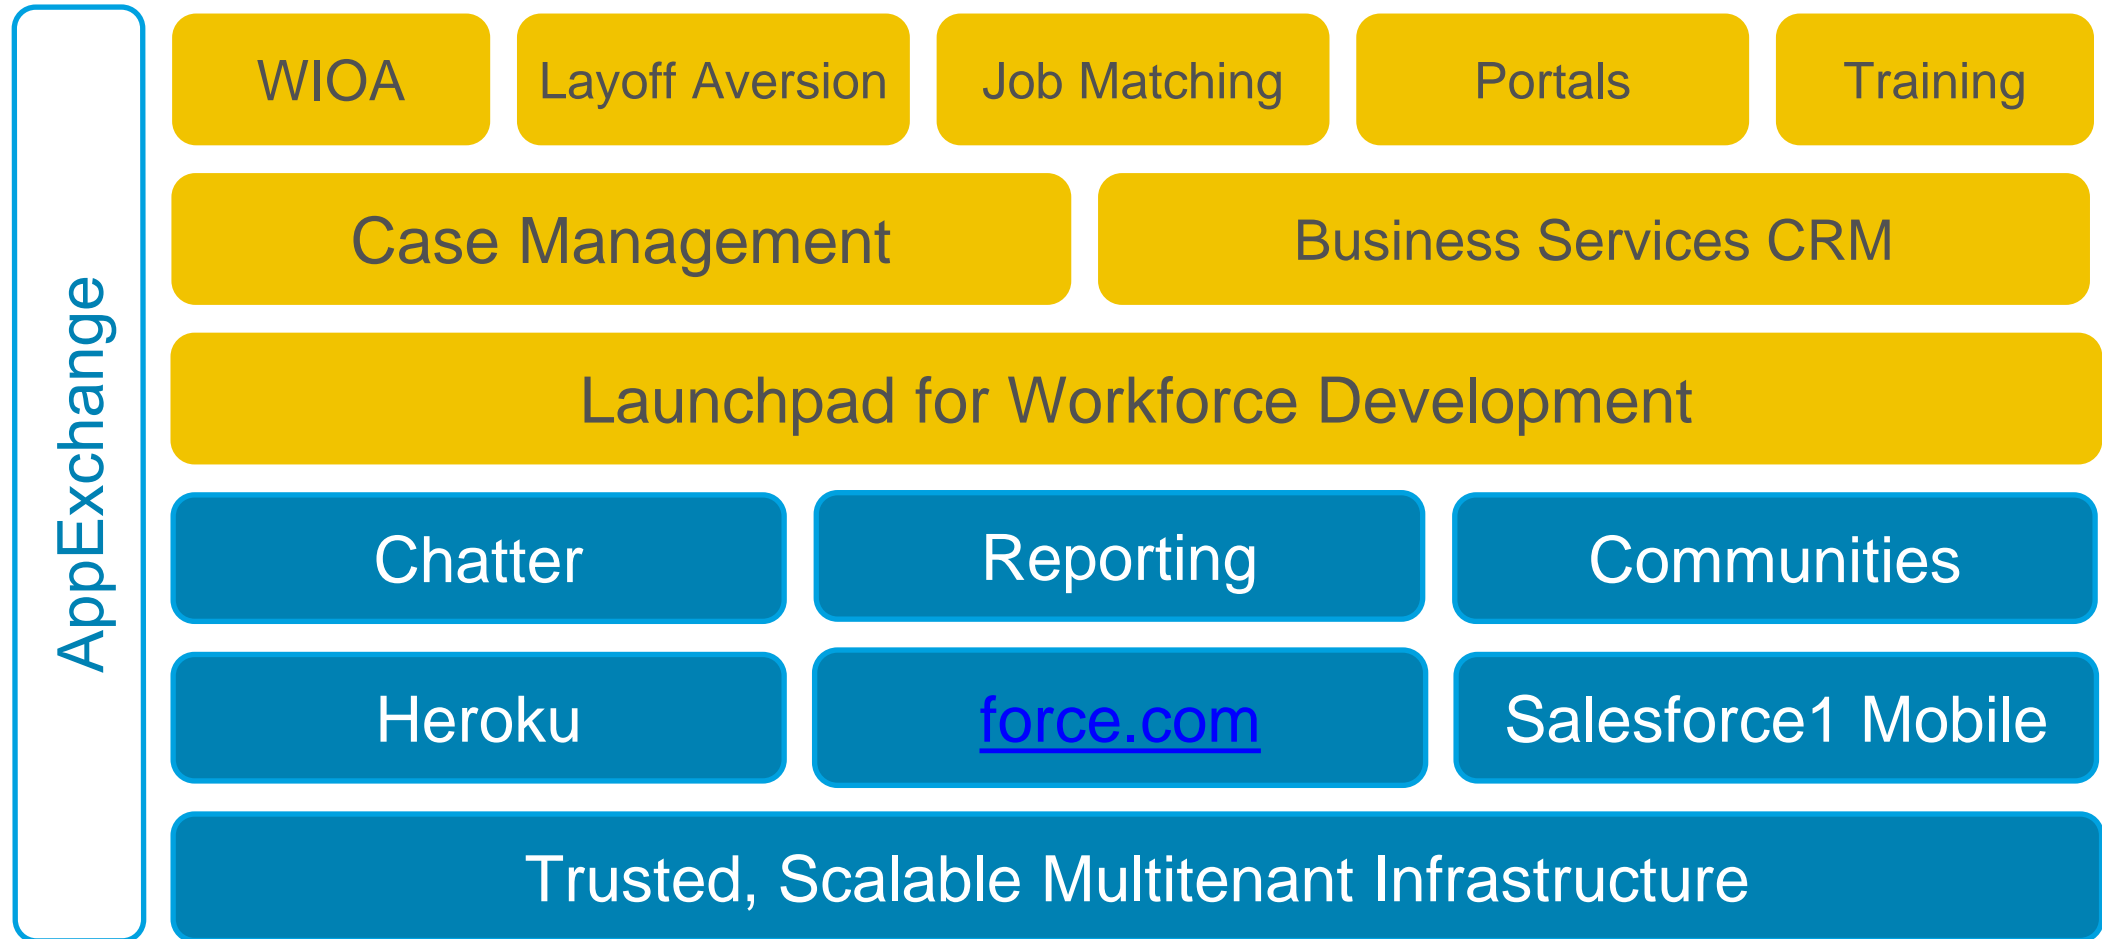 AppExchange
WIOA
Layoff Aversion
Job Matching
Portals
Training
Case Management
Business Services CRM
Launchpad for Workforce Development
Chatter
Reporting
Communities
Heroku
force.com
Salesforce1 Mobile
Trusted, Scalable Multitenant Infrastructure